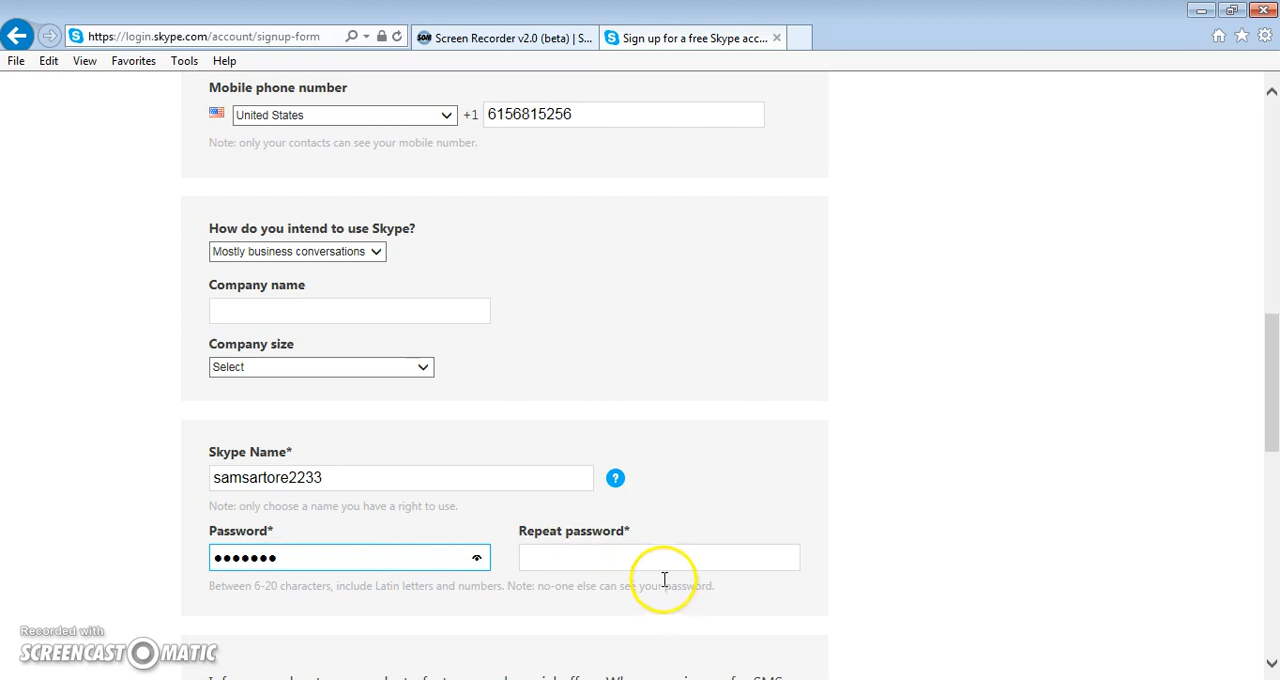 https://login.skype.com/account/signup-form
Screen Recorder v2.0 (beta) | S...
Sign up for a free Skype acc...
File Edit View Favorites Tools Help
Mobile phone number
United States +1 6156815256
Note: only your contacts can see your mobile number.
How do you intend to use Skype?
Mostly business conversations
Company name
Company size
Select
Skype Name*
samsartore2233
?
Note: only choose a name you have a right to use.
Password* Repeat password*
Between 6-20 characters, include Latin letters and numbers. Note: no-one else can see your password.
Recorded with
SCREENCAST-O-MATIC